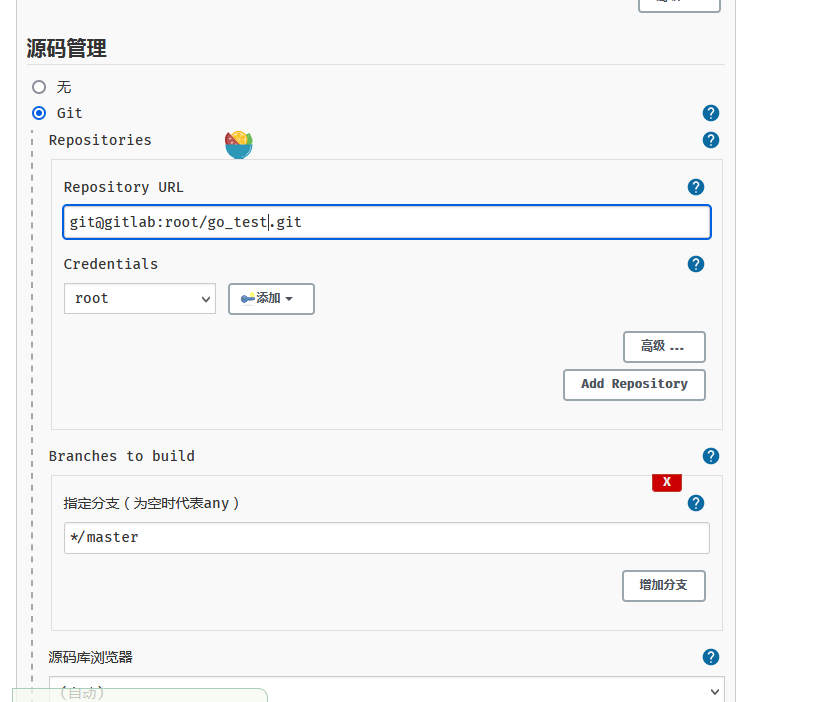 源码管理
无
Git
Repositories
Repository URL
git@gitlab:root/go_test.git
Credentials
root
添加
高级 ...
Add Repository
Branches to build
X
指定分支（为空时代表any）
*/master
增加分支
源码库浏览器
(自动)